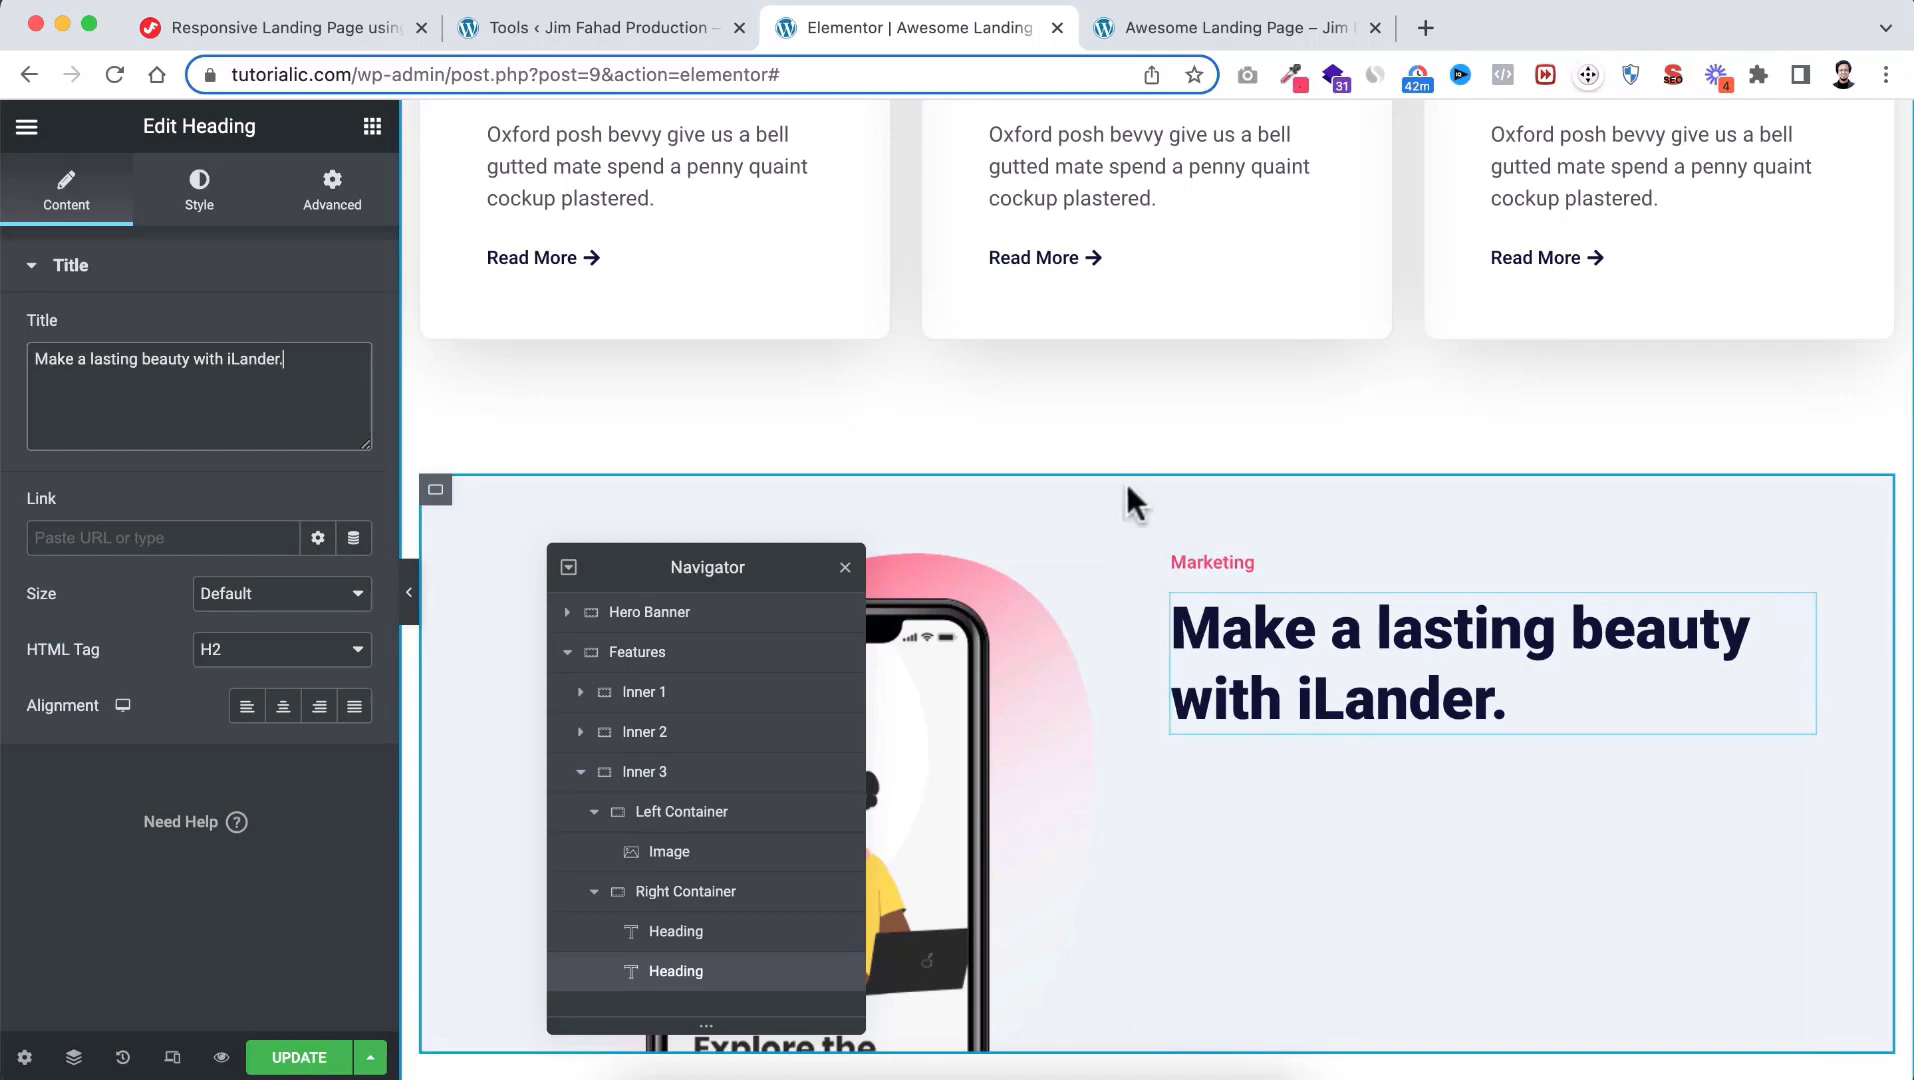 Responsive Landing Page using
Tools ‹ Jim Fahad Production –
Elementor | Awesome Landing
Awesome Landing Page – Jim
tutorialic.com/wp-admin/post.php?post=9&action=elementor#
31
42m
SEO
4
Edit Heading
Content
Style
Advanced
Title
Title
Make a lasting beauty with iLander.
Link
Paste URL or type
Size
Default
HTML Tag
H2
Alignment
Need Help ?
UPDATE
Oxford posh bevvy give us a bell
gutted mate spend a penny quaint
cockup plastered.
Read More
Oxford posh bevvy give us a bell
gutted mate spend a penny quaint
cockup plastered.
Read More
Oxford posh bevvy give us a bell
gutted mate spend a penny quaint
cockup plastered.
Read More
Navigator
Hero Banner
Features
Inner 1
Inner 2
Inner 3
Left Container
Image
Right Container
Heading
Heading
Explore the
Marketing
Make a lasting beauty
with iLander.